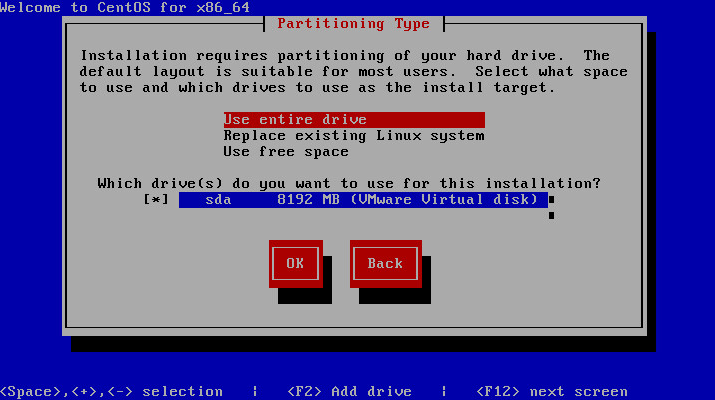 Welcome to CentOS for x86_64
Partitioning Type
Installation requires partitioning of your hard drive.  The
default layout is suitable for most users.  Select what space
to use and which drives to use as the install target.
Use entire drive
Replace existing Linux system
Use free space
Which drive(s) do you want to use for this installation?
[*]    sda     8192 MB (VMware Virtual disk)
OK    Back
<Space>,<+>,<-> selection   |   <F2> Add drive   |   <F12> next screen